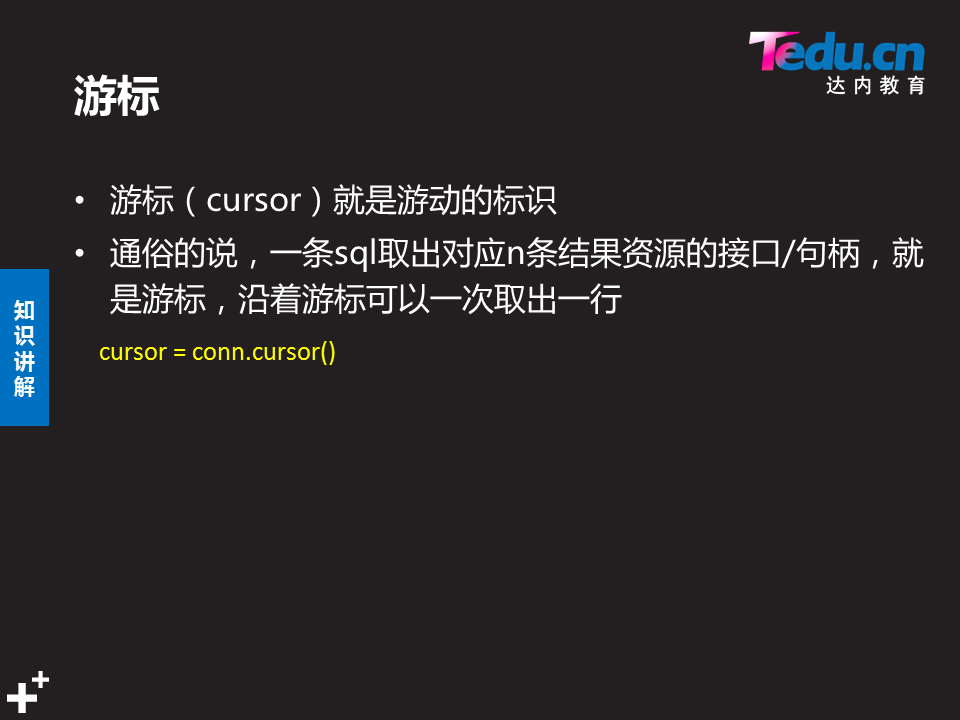 Tedu.cn
达内教育
游标
• 游标（cursor）就是游动的标识
• 通俗的说，一条sql取出对应n条结果资源的接口/句柄，就
是游标，沿着游标可以一次取出一行
cursor = conn.cursor()
知识讲解